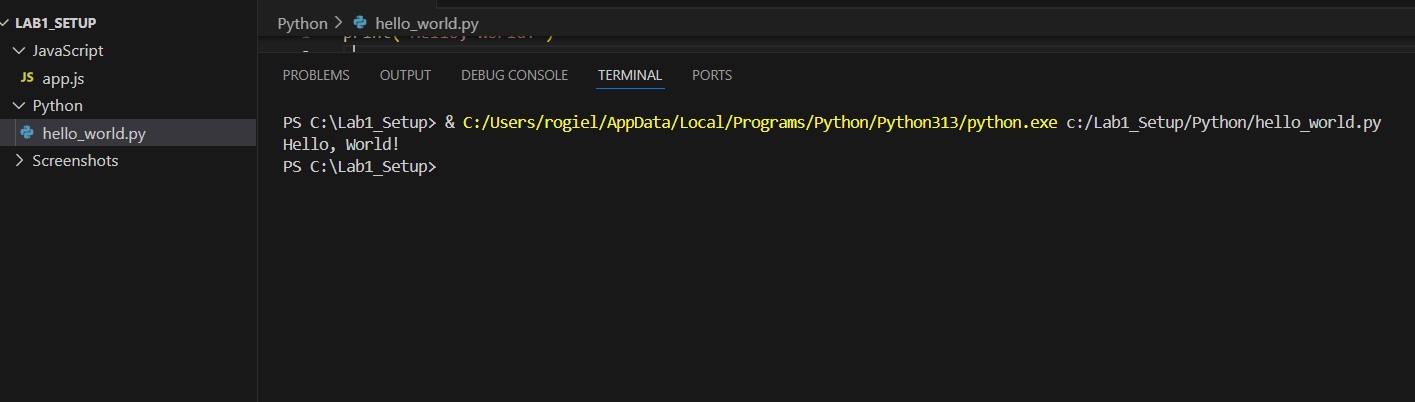 LAB1_SETUP
JavaScript
JS app.js
Python
hello_world.py
Screenshots
Python > hello_world.py
PROBLEMS OUTPUT DEBUG CONSOLE TERMINAL PORTS
PS C:\Lab1_Setup> & C:/Users/rogiel/AppData/Local/Programs/Python/Python313/python.exe c:/Lab1_Setup/Python/hello_world.py
Hello, World!
PS C:\Lab1_Setup>